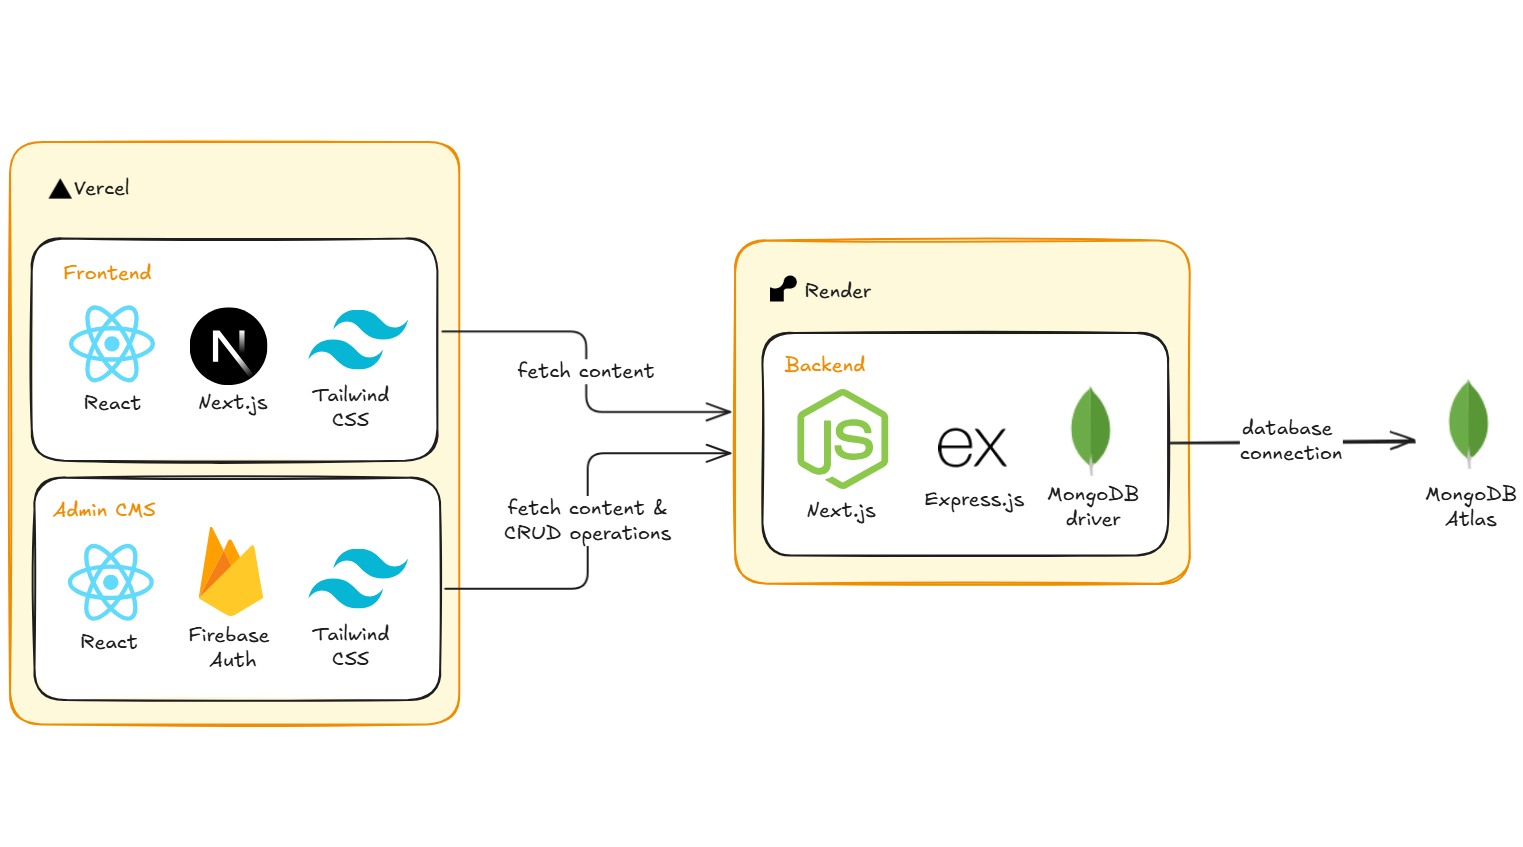 Vercel
Frontend
React
Next.js
Tailwind
CSS
Admin CMS
React
Firebase
Auth
Tailwind
CSS
fetch content
fetch content &
CRUD operations
Render
Backend
JS
Next.js
ex
Express.js
MongoDB
driver
database
connection
MongoDB
Atlas